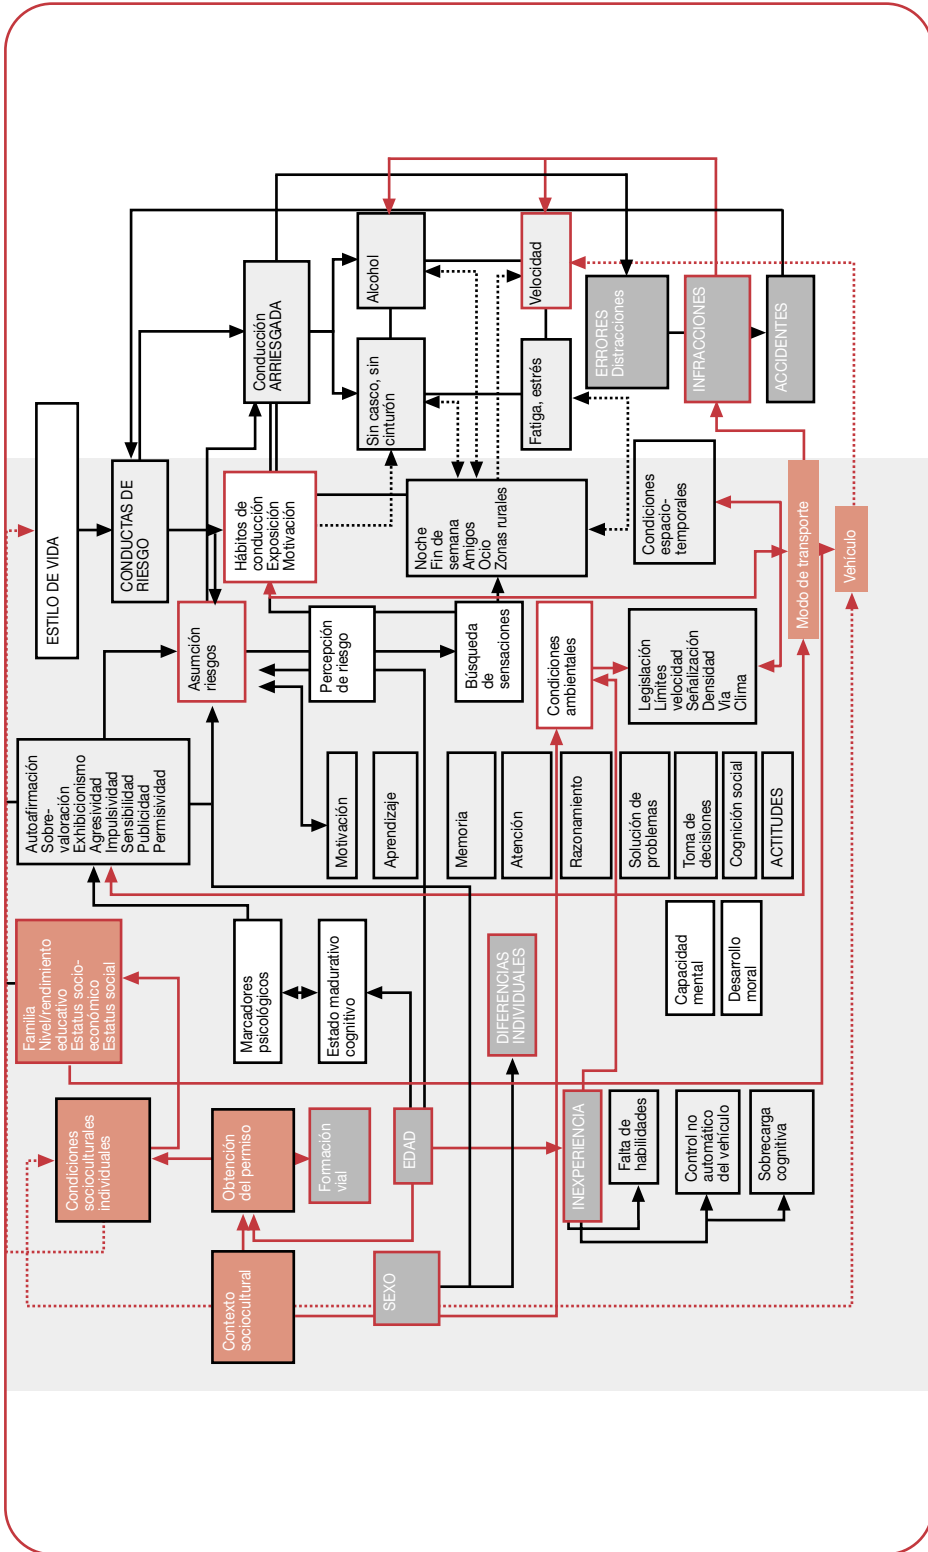 Contexto
sociocultural
SEXO
Condiciones
socioculturales
individuales
Obtención
del permiso
Formación
vial
EDAD
INEXPERIENCIA
Falta de
habilidades
Control no
automático
del vehículo
Sobrecarga
cognitiva
Familia
Nivel/rendimiento
educativo
Estatus socio-
económico
Estatus social
Marcadores
psicológicos
Estado madurativo
cognitivo
DIFERENCIAS
INDIVIDUALES
Capacidad
mental
Desarrollo
moral
Autoafirmación
Sobre-
valoración
Exhibicionismo
Agresividad
Impulsividad
Sensibilidad
Publicidad
Permisividad
Motivación
Aprendizaje
Memoria
Atención
Razonamiento
Solución de
problemas
Toma de
decisiones
Cognición social
ACTITUDES
ESTILO DE VIDA
CONDUCTAS DE
RIESGO
Asumción
riesgos
Percepción
de riesgo
Búsqueda
de
sensaciones
Condiciones
ambientales
Legislación
Límites
velocidad
Señalización
Densidad
Vía
Clima
Hábitos de
conducción
Exposición
Motivación
Noche
Fin de
semana
Amigos
Ocio
Zonas rurales
Condiciones
espacio-
temporales
Modo de transporte
Vehículo
Conducción
ARRIESGADA
Sin casco, sin
cinturón
Alcohol
Fatiga, estrés
Velocidad
ERRORES
Distracciones
INFRACCIONES
ACCIDENTES